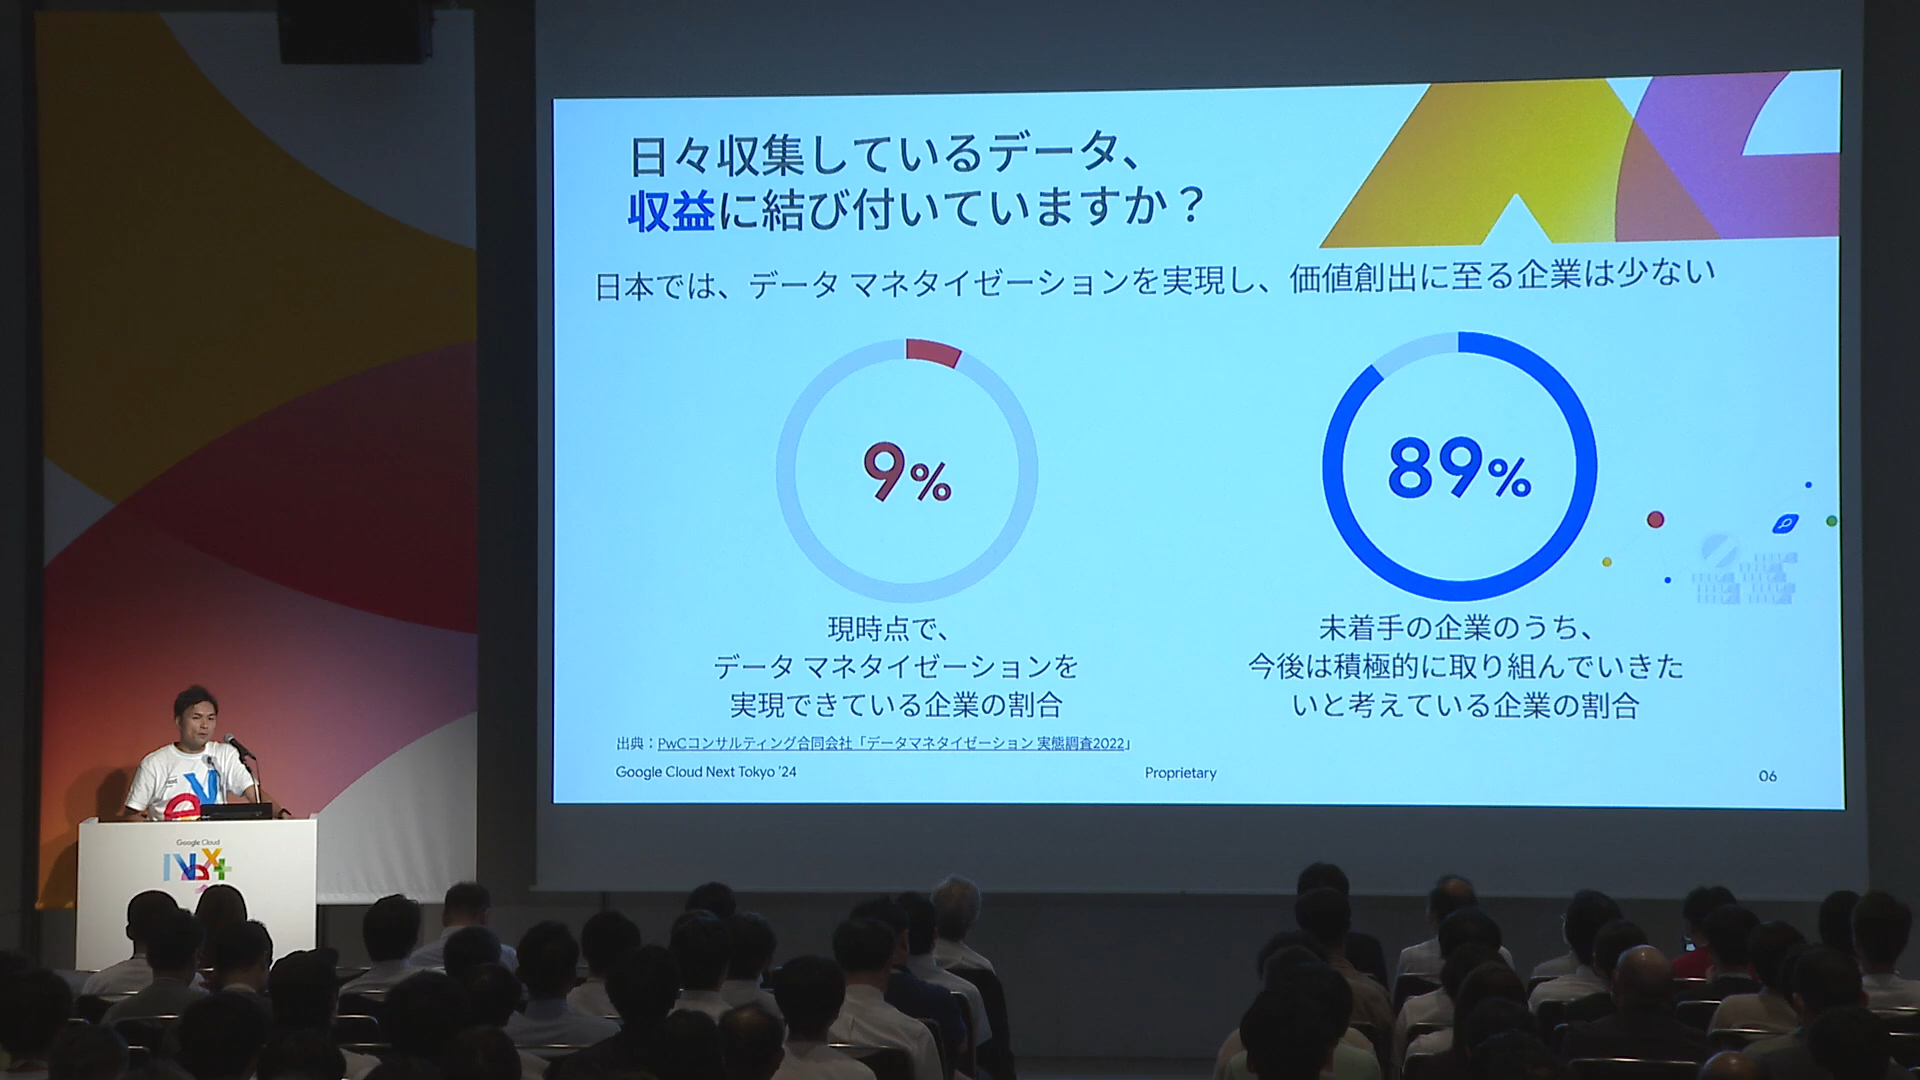 日々収集しているデータ、
収益に結び付いていますか？
日本では、データ マネタイゼーションを実現し、価値創出に至る企業は少ない
9%
現時点で、
データ マネタイゼーションを
実現できている企業の割合
89%
未着手の企業のうち、
今後は積極的に取り組んでいきた
いと考えている企業の割合
出典：PwCコンサルティング合同会社「データマネタイゼーション 実態調査2022」
Google Cloud Next Tokyo '24
Proprietary
06
Google Cloud
Next